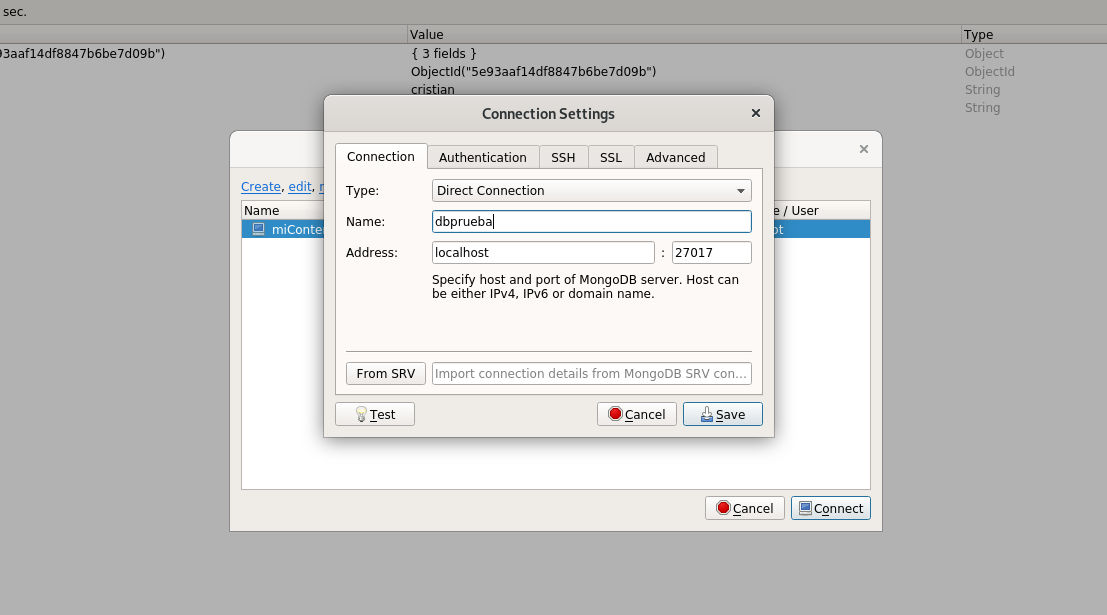 sec.
Value Type
93aaf14df8847b6be7d09b") { 3 fields } Object
ObjectId("5e93aaf14df8847b6be7d09b") ObjectId
cristian String
String
Connection Settings
Connection Authentication SSH SSL Advanced
Create, edit,
Type: Direct Connection
Name e / User
Name: dbprueba
miConte
Address: localhost : 27017
Specify host and port of MongoDB server. Host can
be either IPv4, IPv6 or domain name.
From SRV Import connection details from MongoDB SRV con...
Test Cancel Save
Cancel Connect